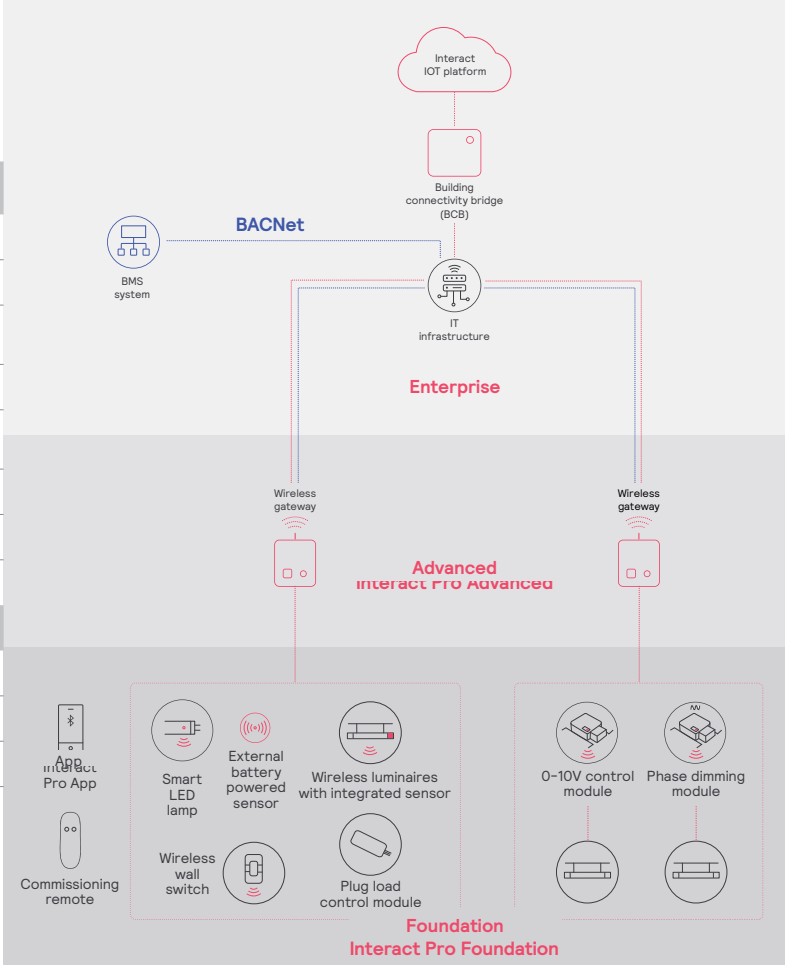 Interact
IOT platform
Building
connectivity bridge
(BCB)
BACNet
BMS
system
IT
infrastructure
Enterprise
Wireless
gateway
Wireless
gateway
Advanced
Interact Pro Advanced
App
Interact
Pro App
Smart
LED
lamp
External
battery
powered
sensor
Wireless luminaires
with integrated sensor
0-10V control
module
Phase dimming
module
Commissioning
remote
Wireless
wall
switch
Plug load
control module
Foundation
Interact Pro Foundation